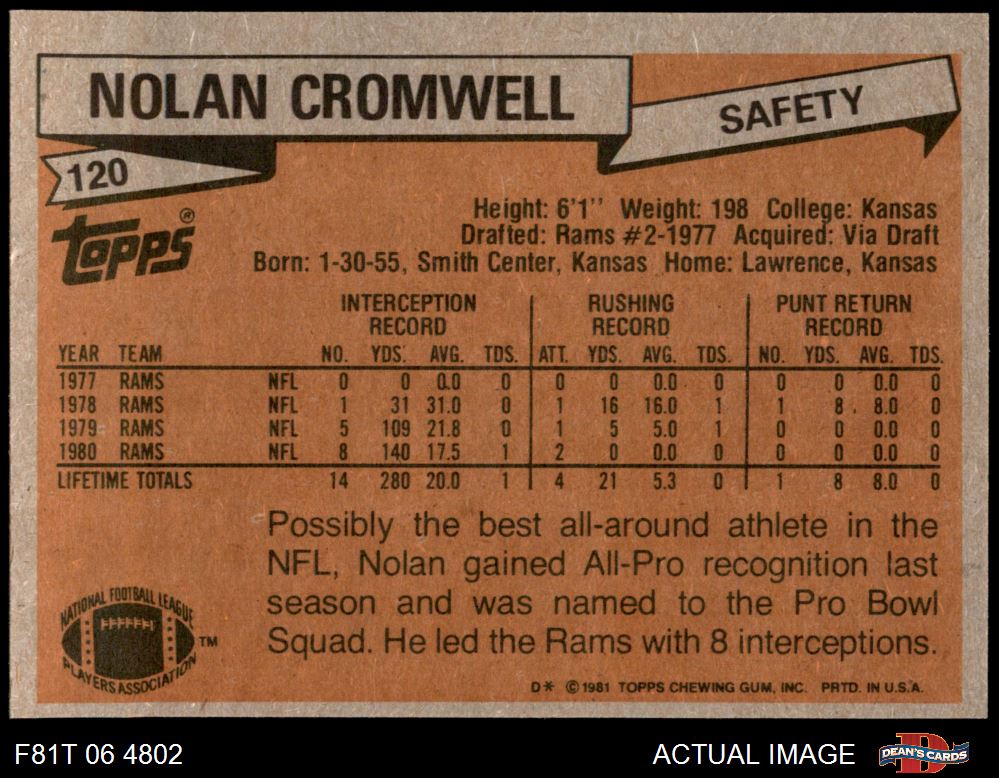 NOLAN CROMWELL
SAFETY
120
topps®
Height: 6'1'' Weight: 198 College: Kansas
Drafted: Rams #2-1977 Acquired: Via Draft
Born: 1-30-55, Smith Center, Kansas Home: Lawrence, Kansas
INTERCEPTION RECORD RUSHING RECORD PUNT RETURN RECORD
YEAR TEAM NO. YDS. AVG. TDS. ATT. YDS. AVG. TDS. NO. YDS. AVG. TDS.
1977 RAMS NFL 0 0 0.0 0 0 0 0.0 0 0 0 0.0 0
1978 RAMS NFL 1 31 31.0 0 1 16 16.0 1 1 8 8.0 0
1979 RAMS NFL 5 109 21.8 0 1 5 5.0 1 0 0 0.0 0
1980 RAMS NFL 8 140 17.5 1 2 0 0.0 0 0 0 0.0 0
LIFETIME TOTALS 14 280 20.0 1 4 21 5.3 0 1 8 8.0 0
Possibly the best all-around athlete in the
NFL, Nolan gained All-Pro recognition last
season and was named to the Pro Bowl
Squad. He led the Rams with 8 interceptions.
NATIONAL FOOTBALL LEAGUE
PLAYERS ASSOCIATION
TM
D* © 1981 TOPPS CHEWING GUM, INC. PRTD. IN U.S.A.
F81T 06 4802
ACTUAL IMAGE
DEAN'S CARDS